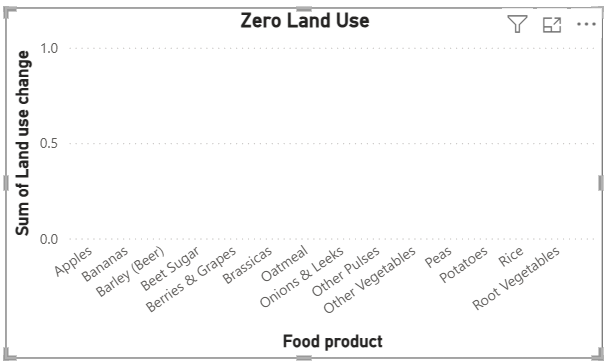 Zero Land Use
Sum of Land use change
1.0
0.5
0.0
Apples
Bananas
Barley (Beer)
Beet Sugar
Berries & Grapes
Brassicas
Oatmeal
Onions & Leeks
Other Pulses
Other Vegetables
Peas
Potatoes
Rice
Root Vegetables
Food product